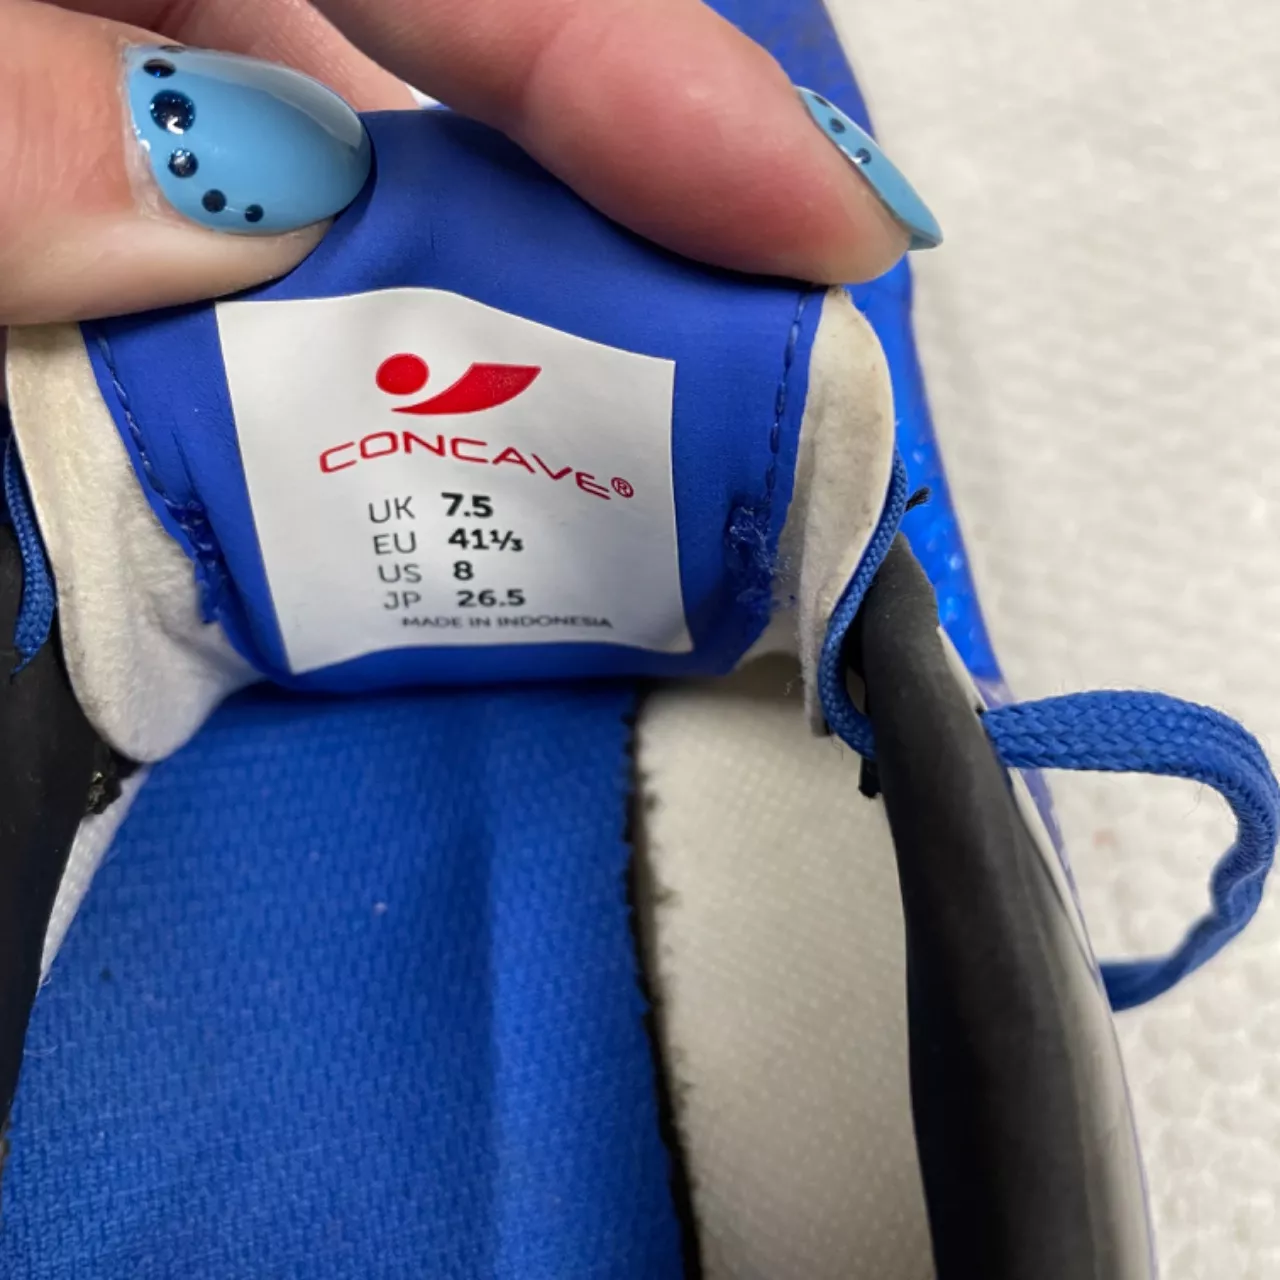 CONCAVE®
UK 7.5
EU 41⅓
US 8
JP 26.5
MADE IN INDONESIA